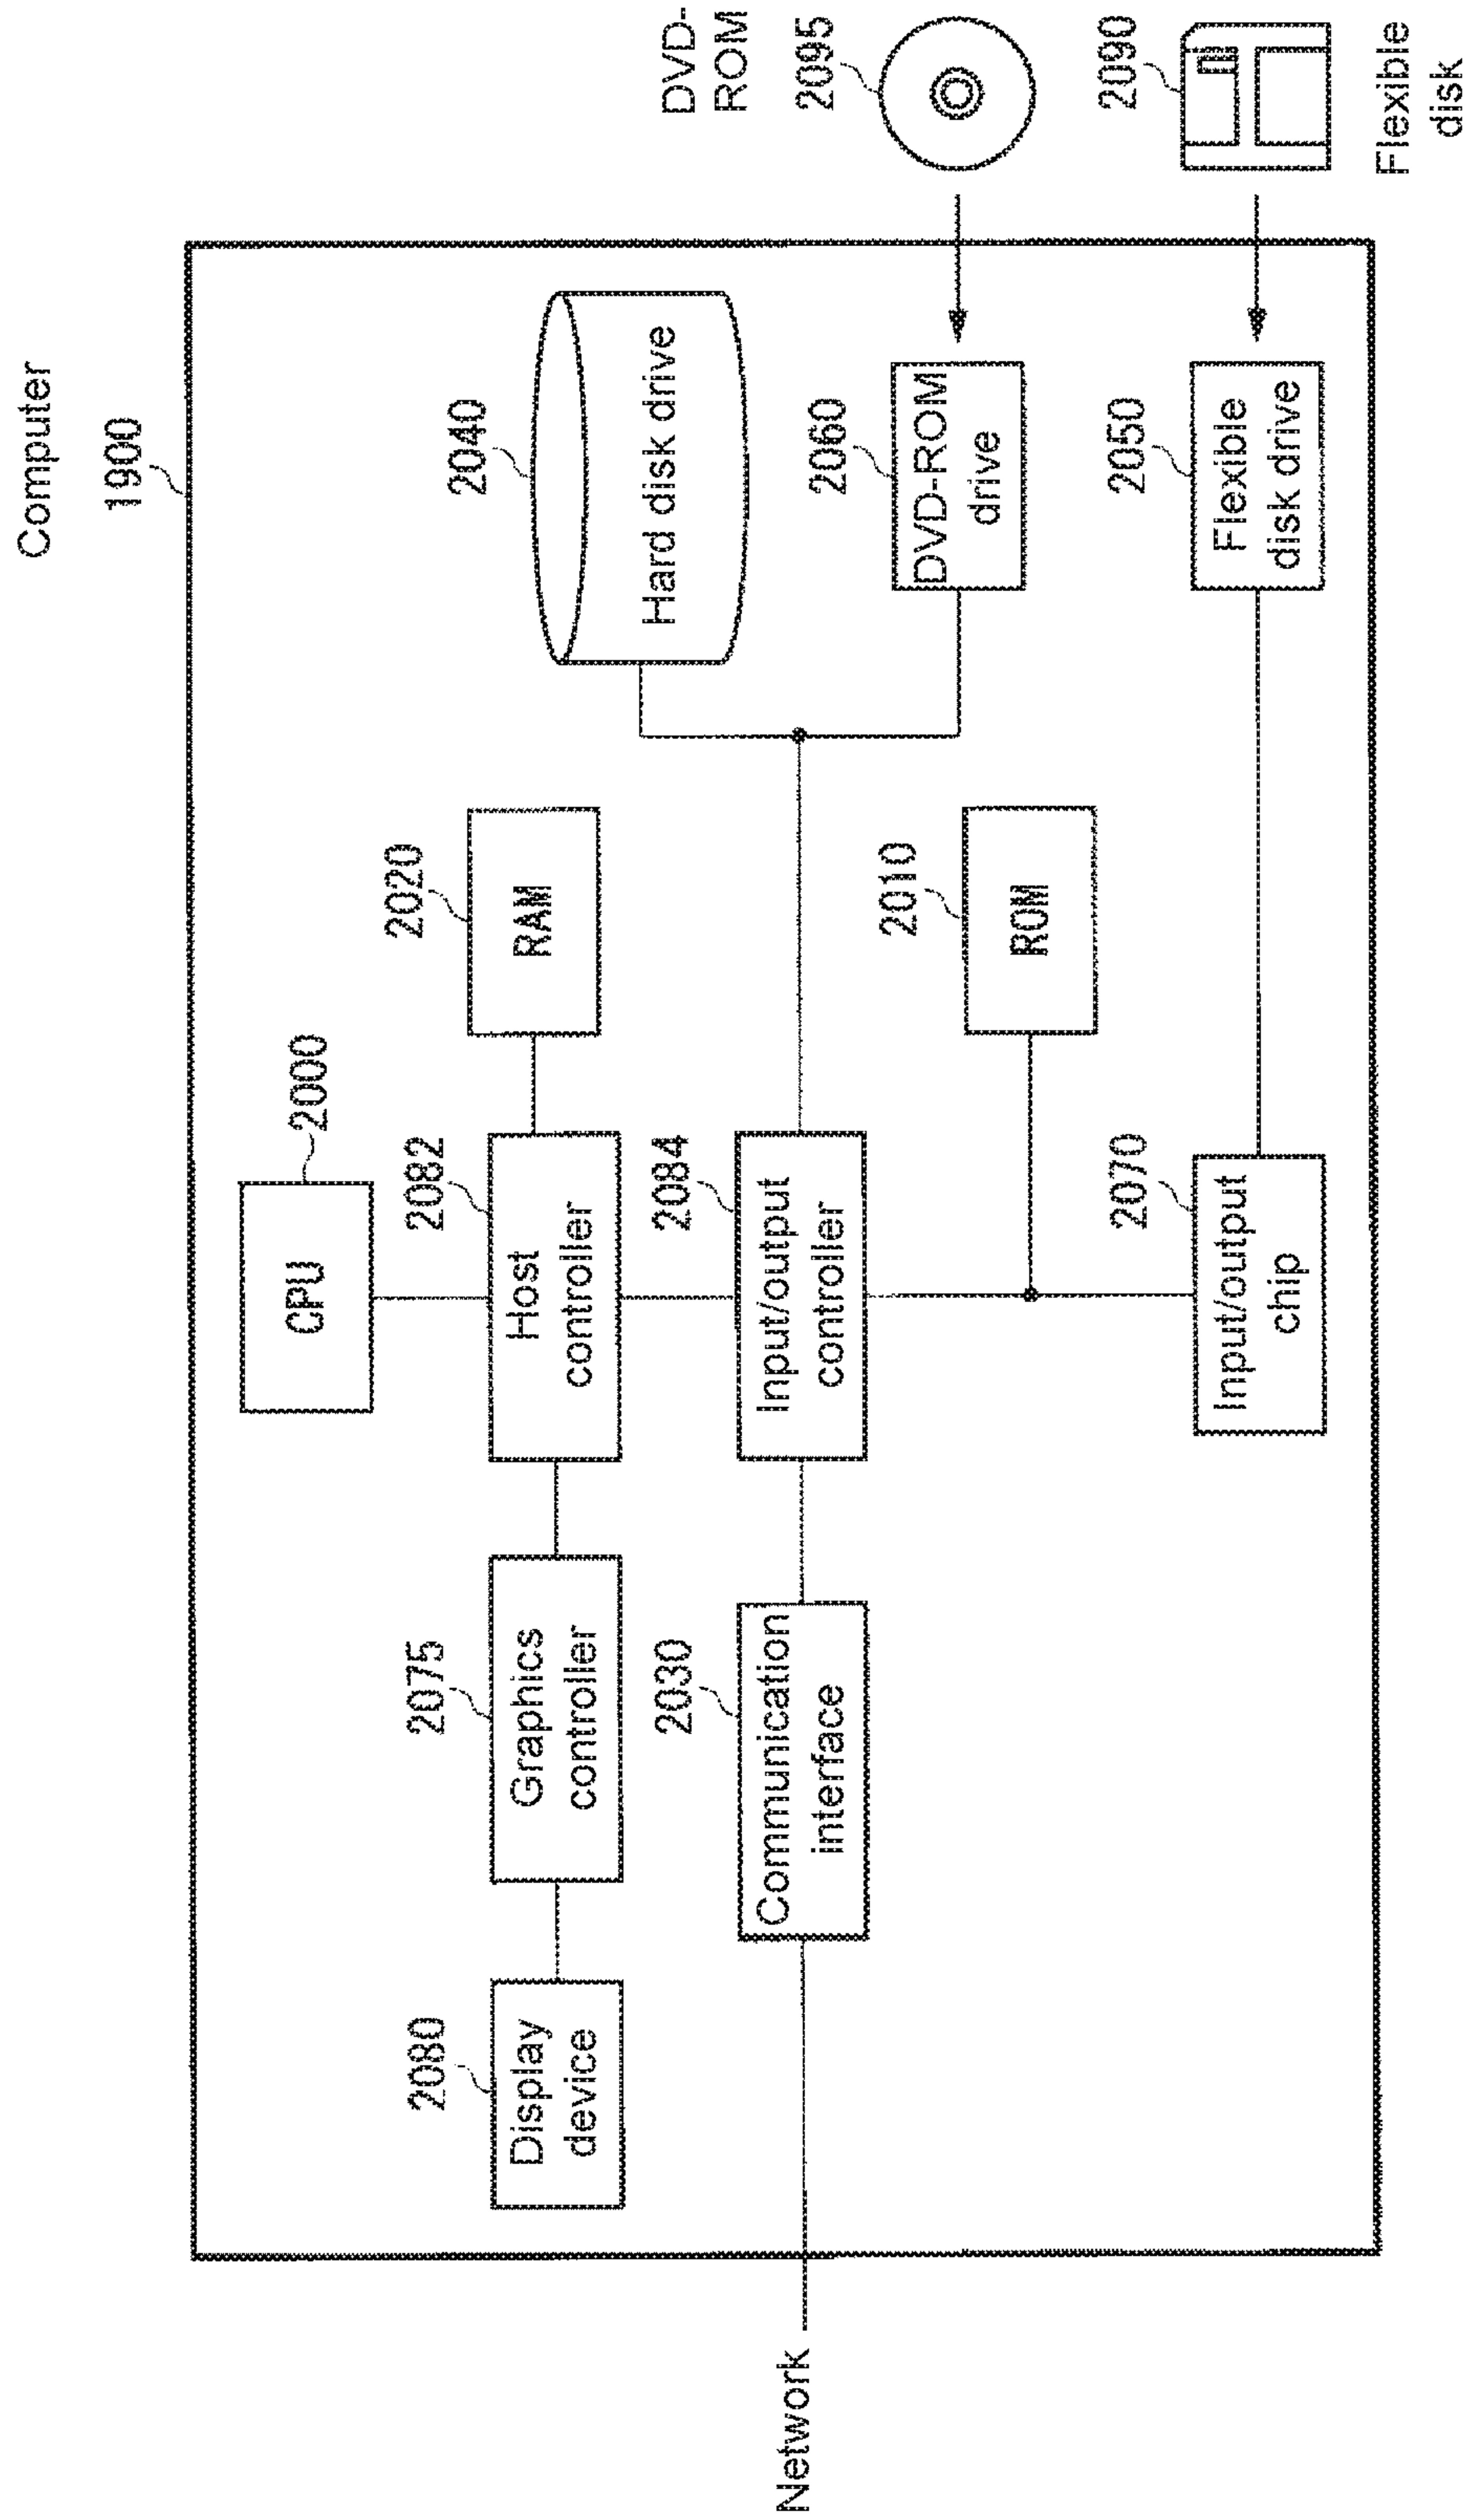 Computer
1900
CPU
2000
2080
Display
device
2075
Graphics
controller
2082
Host
controller
2020
RAM
2040
Hard disk drive
DVD-
ROM
2095
Network
2030
Communication
interface
2084
Input/output
controller
2010
ROM
2060
DVD-ROM
drive
2070
Input/output
chip
2050
Flexible
disk drive
2090
Flexible
disk